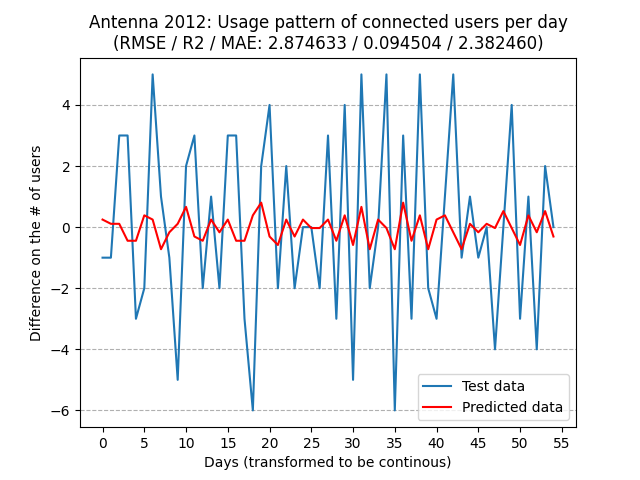 Antenna 2012: Usage pattern of connected users per day
(RMSE / R2 / MAE: 2.874633 / 0.094504 / 2.382460)
Difference on the # of users
4
2
0
−2
−4
−6
Test data
Predicted data
0 5 10 15 20 25 30 35 40 45 50 55
Days (transformed to be continous)